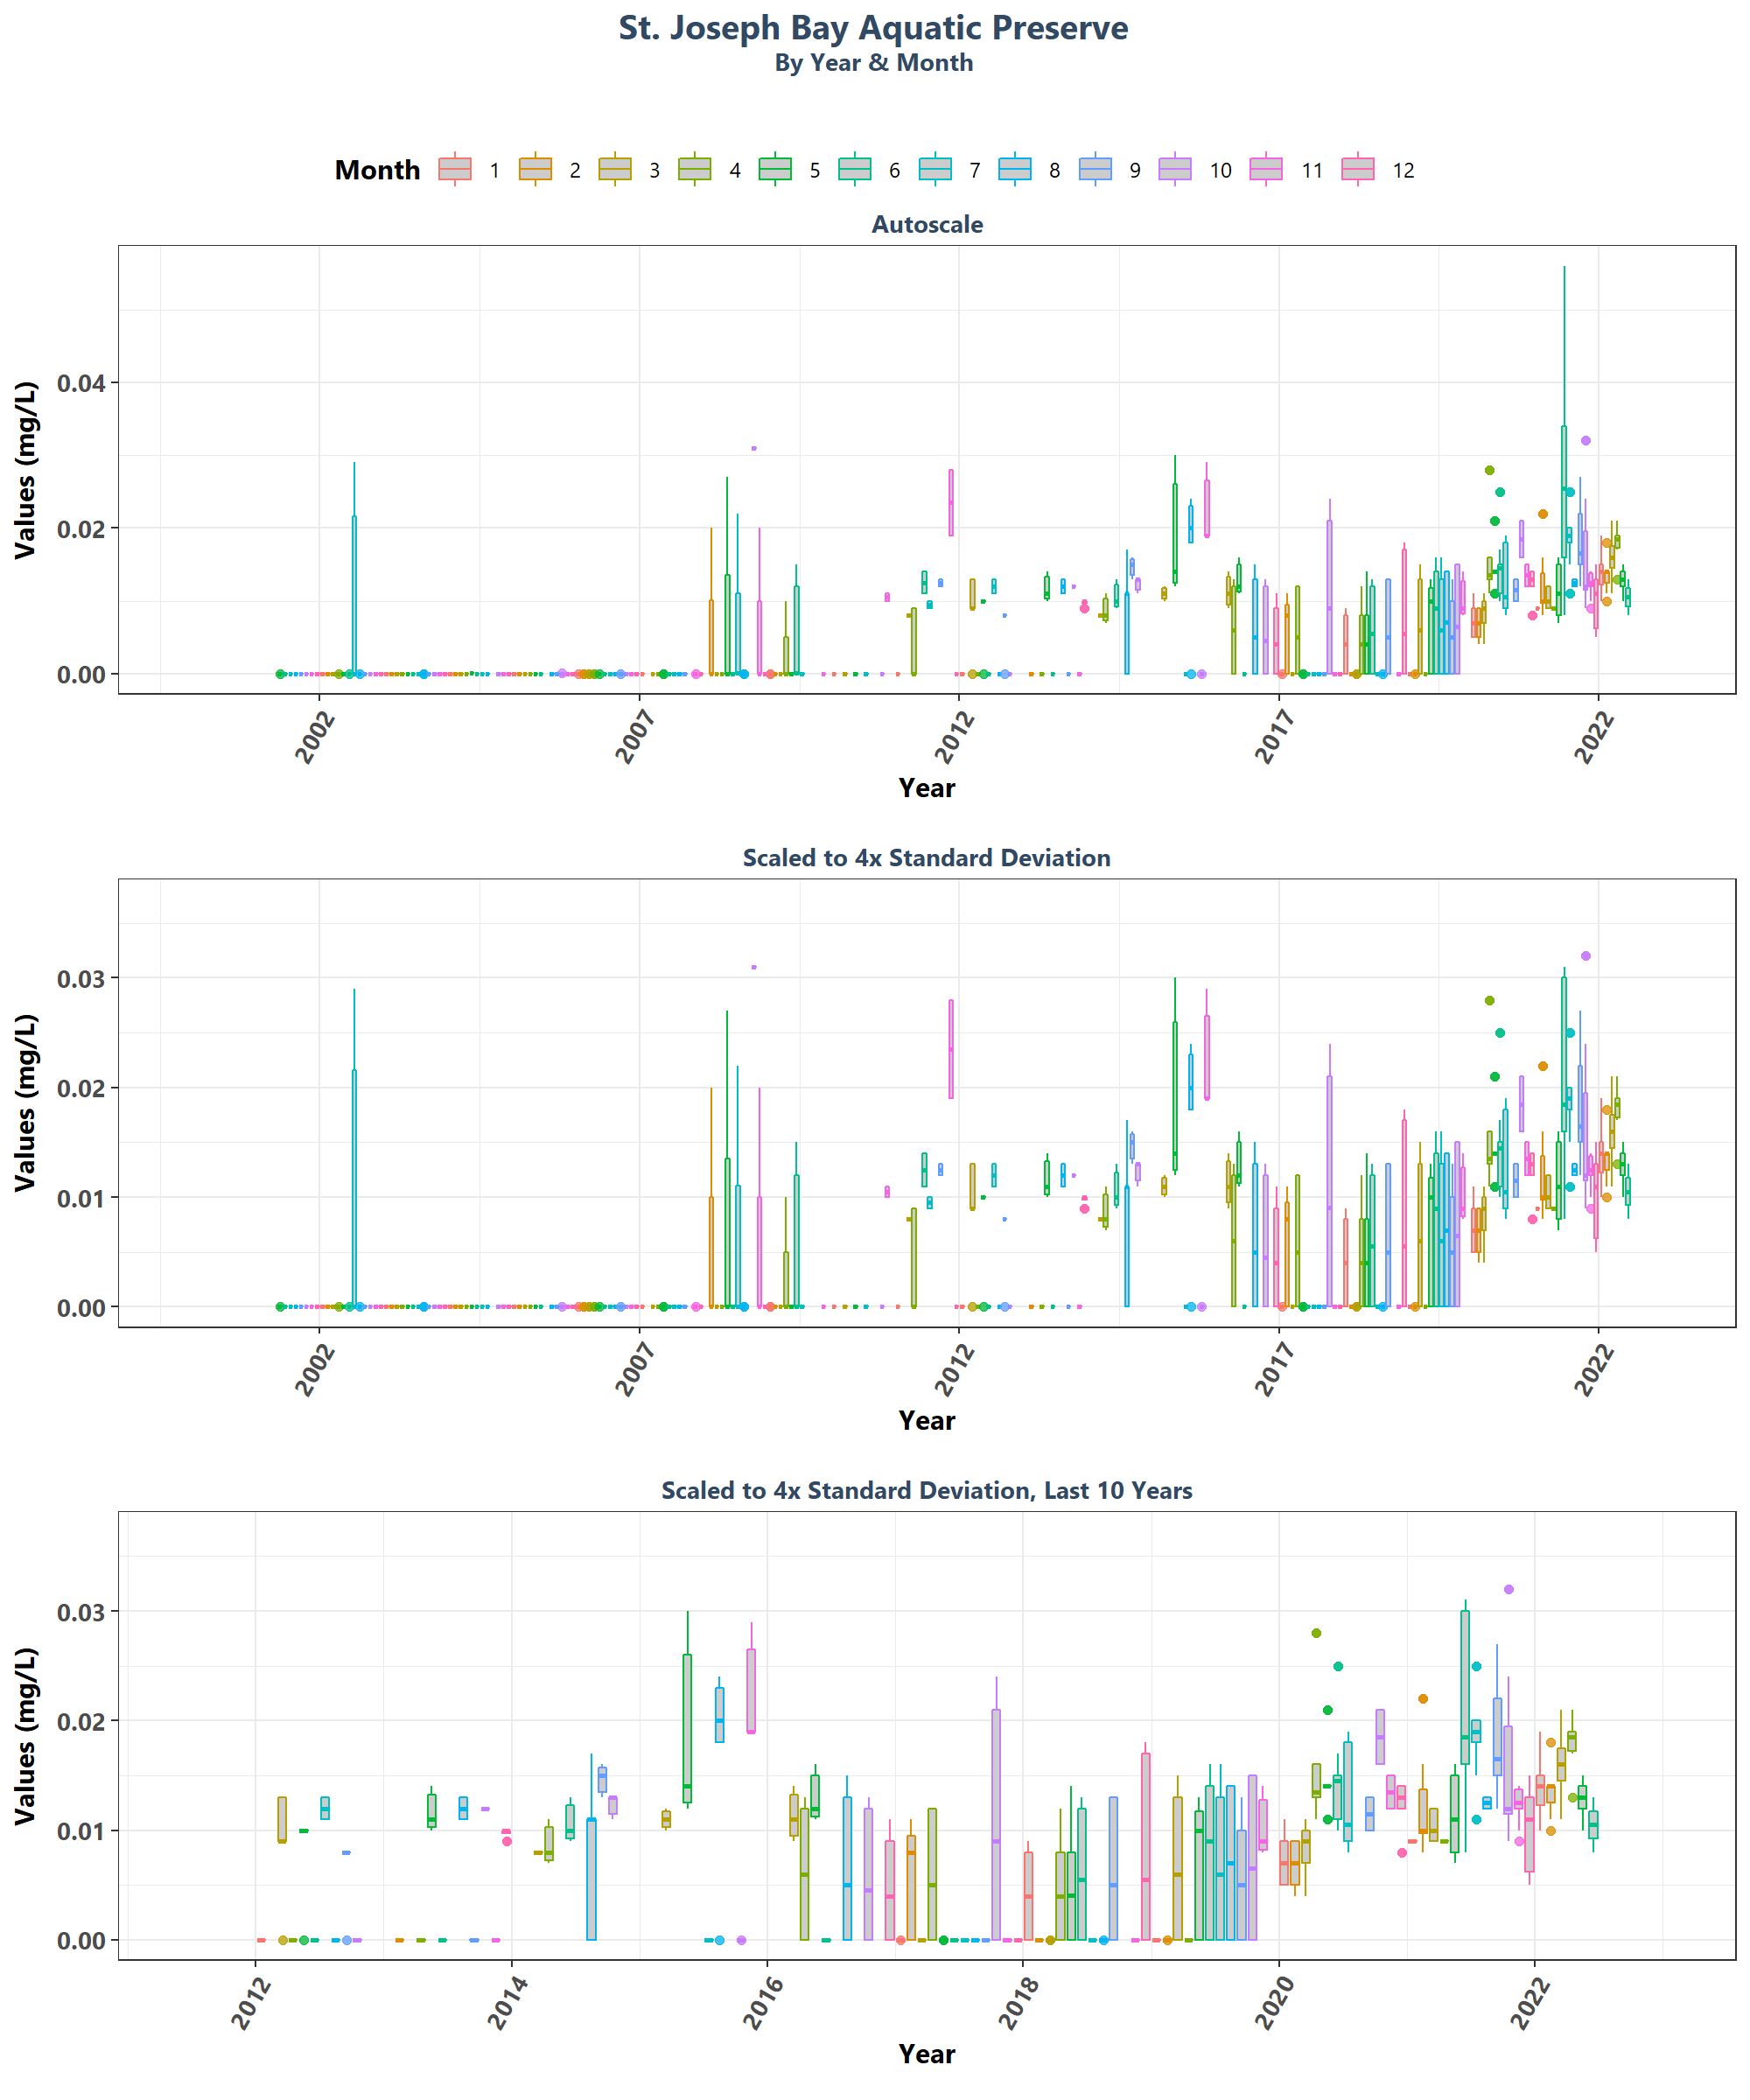 St. Joseph Bay Aquatic Preserve
By Year & Month
Month 1 2 3 4 5 6 7 8 9 10 11 12
Autoscale
Values (mg/L)
0.04
0.02
0.00
2002 2007 2012 2017 2022
Year
Scaled to 4x Standard Deviation
Values (mg/L)
0.03
0.02
0.01
0.00
2002 2007 2012 2017 2022
Year
Scaled to 4x Standard Deviation, Last 10 Years
Values (mg/L)
0.03
0.02
0.01
0.00
2012 2014 2016 2018 2020 2022
Year